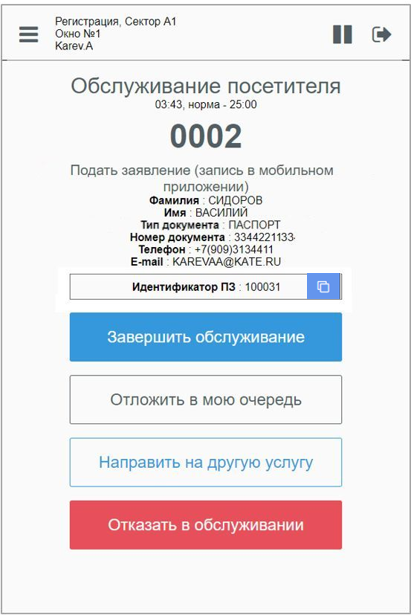 Регистрация, Сектор А1
Окно №1
Karev.A
Обслуживание посетителя
03:43, норма - 25:00
0002
Подать заявление (запись в мобильном
приложении)
Фамилия : СИДОРОВ
Имя : ВАСИЛИЙ
Тип документа : ПАСПОРТ
Номер документа : 3344221133
Телефон : +7(909)3134411
E-mail : KAREVAA@KATE.RU
Идентификатор ПЗ : 100031
Завершить обслуживание
Отложить в мою очередь
Направить на другую услугу
Отказать в обслуживании